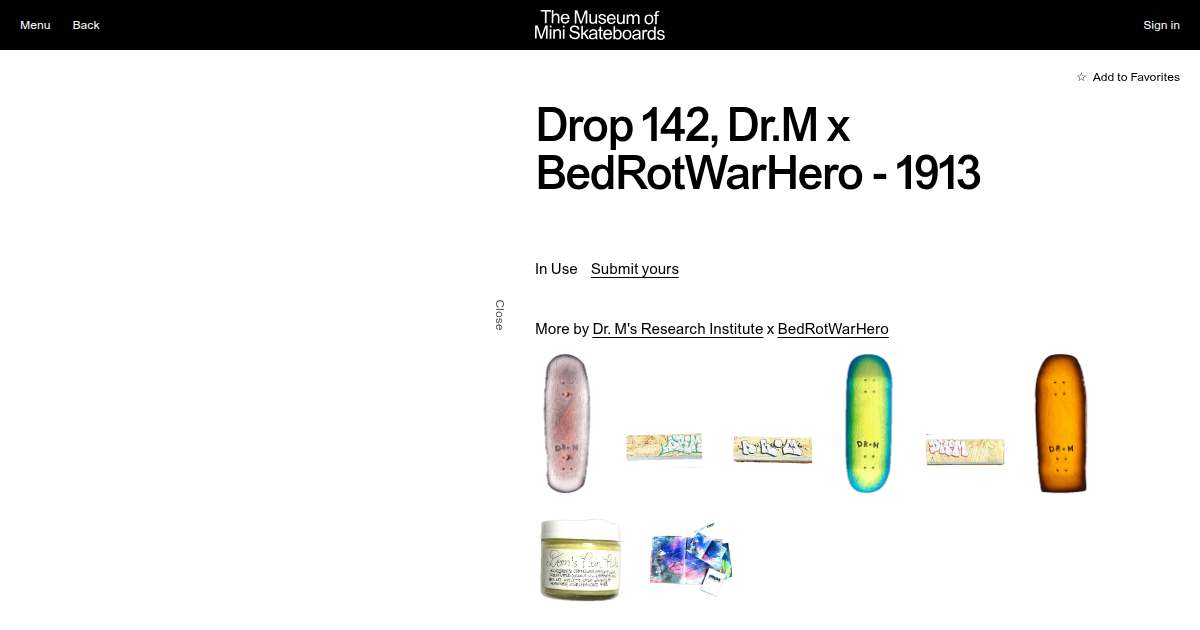 Menu
Back
The Museum of
Mini Skateboards
Sign in
☆ Add to Favorites
Drop 142, Dr.M x
BedRotWarHero - 1913
In Use
Submit yours
Close
More by Dr. M's Research Institute x BedRotWarHero
DR•M
DR•M
DR•M